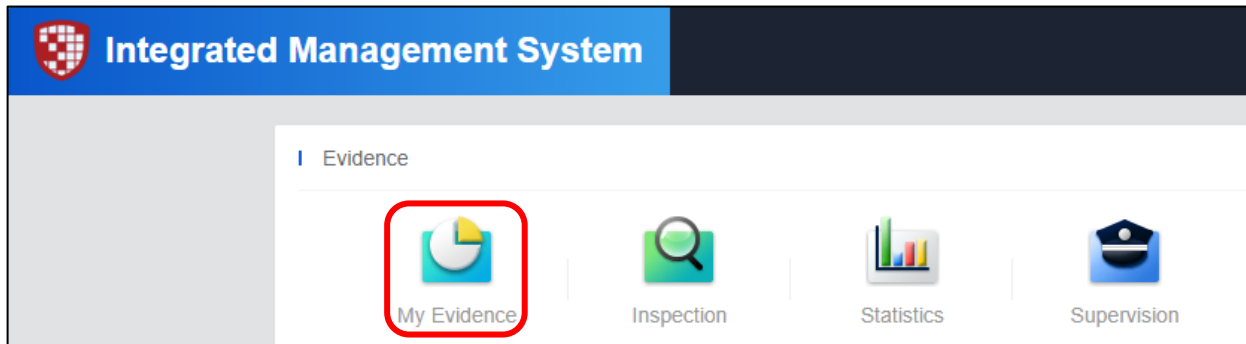 Integrated Management System
Evidence
My Evidence
Inspection
Statistics
Supervision